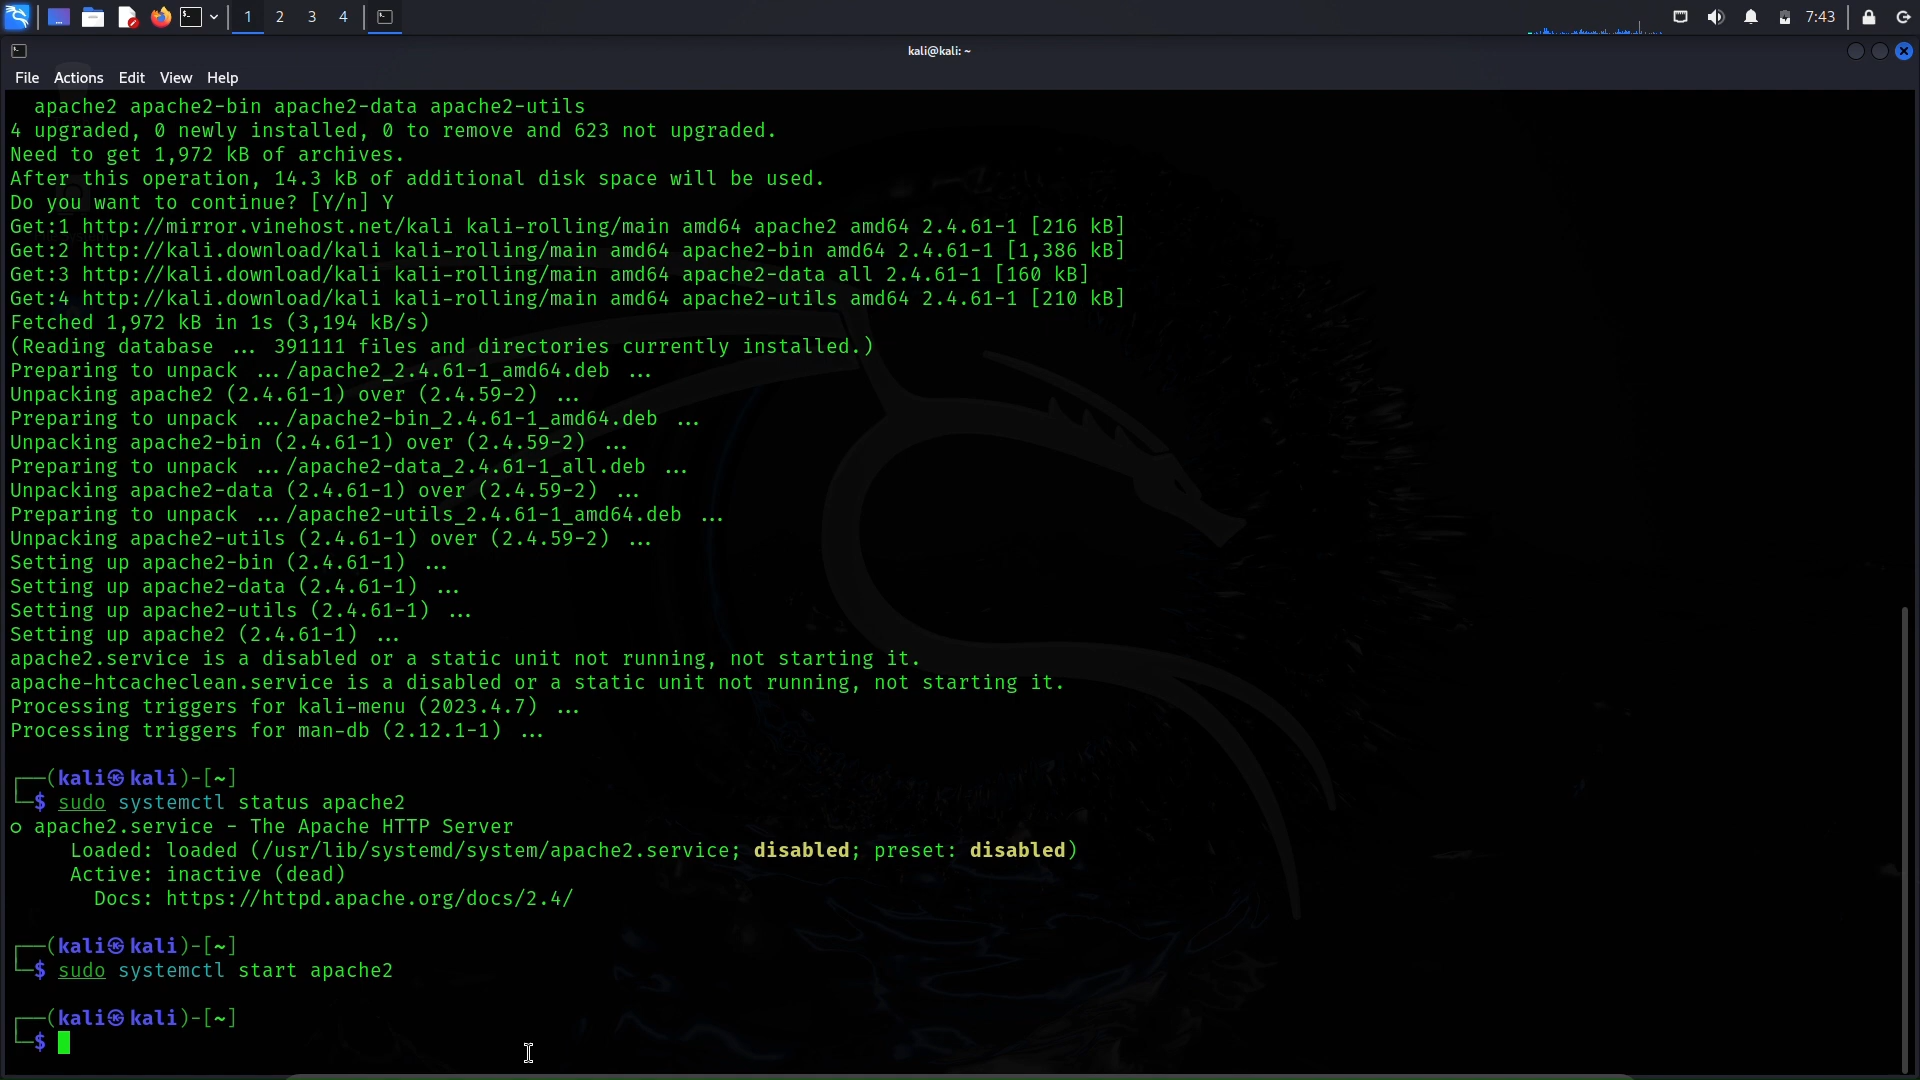 1 2 3 4 7:43
kali@kali: ~
File Actions Edit View Help
apache2 apache2-bin apache2-data apache2-utils
4 upgraded, 0 newly installed, 0 to remove and 623 not upgraded.
Need to get 1,972 kB of archives.
After this operation, 14.3 kB of additional disk space will be used.
Do you want to continue? [Y/n] Y
Get:1 http://mirror.vinehost.net/kali kali-rolling/main amd64 apache2 amd64 2.4.61-1 [216 kB]
Get:2 http://kali.download/kali kali-rolling/main amd64 apache2-bin amd64 2.4.61-1 [1,386 kB]
Get:3 http://kali.download/kali kali-rolling/main amd64 apache2-data all 2.4.61-1 [160 kB]
Get:4 http://kali.download/kali kali-rolling/main amd64 apache2-utils amd64 2.4.61-1 [210 kB]
Fetched 1,972 kB in 1s (3,194 kB/s)
(Reading database ... 391111 files and directories currently installed.)
Preparing to unpack .../apache2_2.4.61-1_amd64.deb ...
Unpacking apache2 (2.4.61-1) over (2.4.59-2) ...
Preparing to unpack .../apache2-bin_2.4.61-1_amd64.deb ...
Unpacking apache2-bin (2.4.61-1) over (2.4.59-2) ...
Preparing to unpack .../apache2-data_2.4.61-1_all.deb ...
Unpacking apache2-data (2.4.61-1) over (2.4.59-2) ...
Preparing to unpack .../apache2-utils_2.4.61-1_amd64.deb ...
Unpacking apache2-utils (2.4.61-1) over (2.4.59-2) ...
Setting up apache2-bin (2.4.61-1) ...
Setting up apache2-data (2.4.61-1) ...
Setting up apache2-utils (2.4.61-1) ...
Setting up apache2 (2.4.61-1) ...
apache2.service is a disabled or a static unit not running, not starting it.
apache-htcacheclean.service is a disabled or a static unit not running, not starting it.
Processing triggers for kali-menu (2023.4.7) ...
Processing triggers for man-db (2.12.1-1) ...
┌──(kali㉿kali)-[~]
└─$ sudo systemctl status apache2
○ apache2.service - The Apache HTTP Server
Loaded: loaded (/usr/lib/systemd/system/apache2.service; disabled; preset: disabled)
Active: inactive (dead)
Docs: https://httpd.apache.org/docs/2.4/
┌──(kali㉿kali)-[~]
└─$ sudo systemctl start apache2
┌──(kali㉿kali)-[~]
└─$